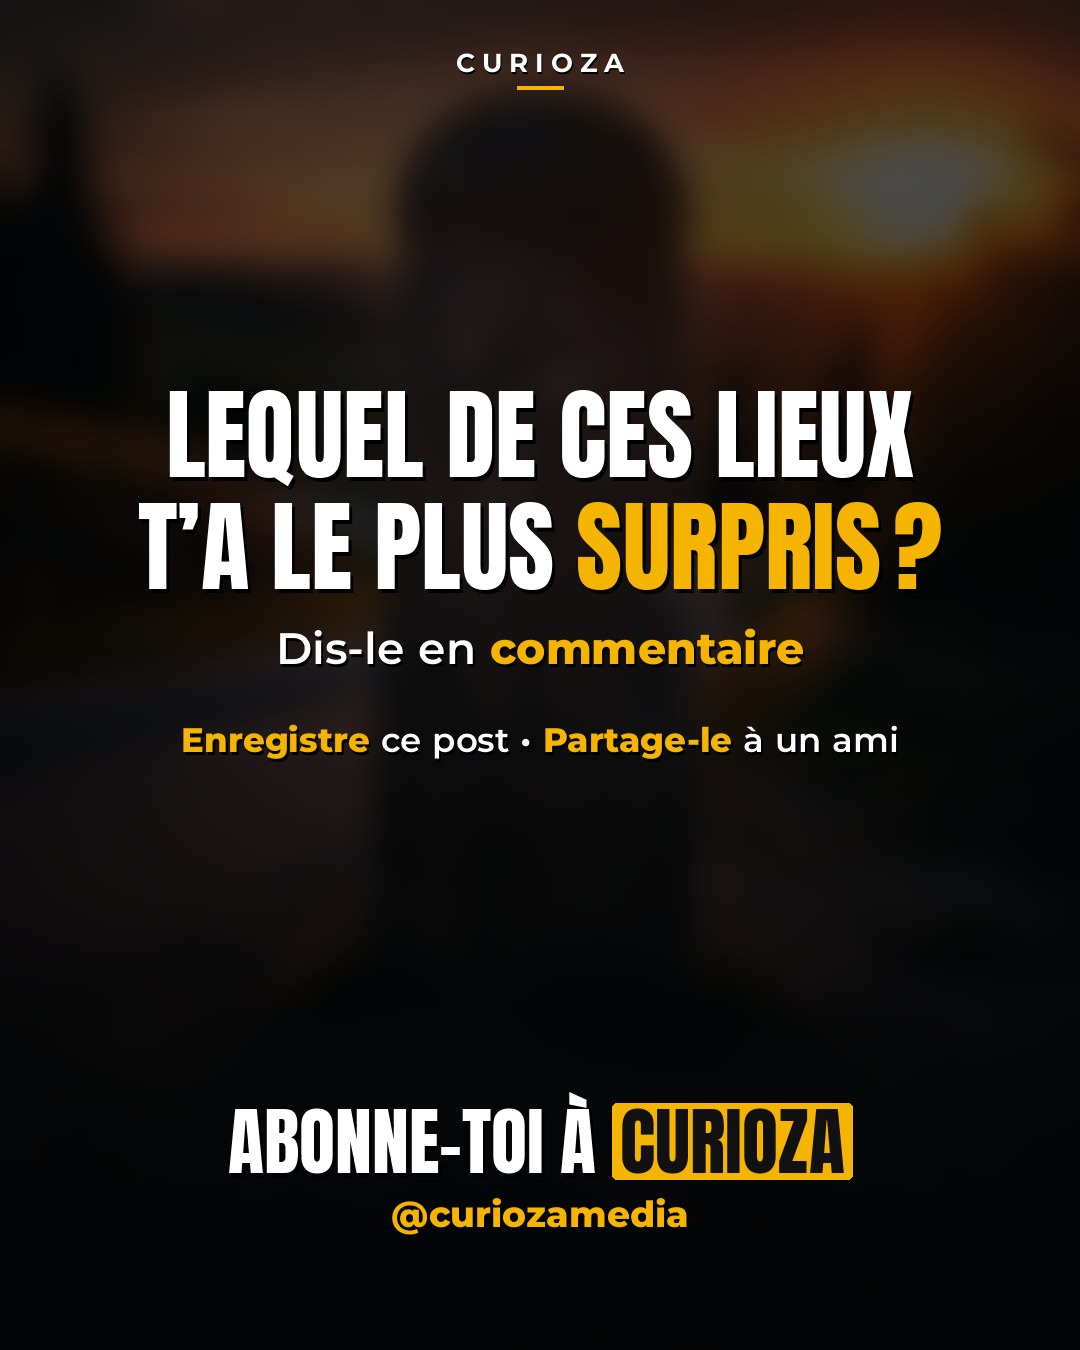 CURIOZA
LEQUEL DE CES LIEUX
T’A LE PLUS SURPRIS ?
Dis-le en commentaire
Enregistre ce post • Partage-le à un ami
ABONNE-TOI À CURIOZA
@curiozamedia